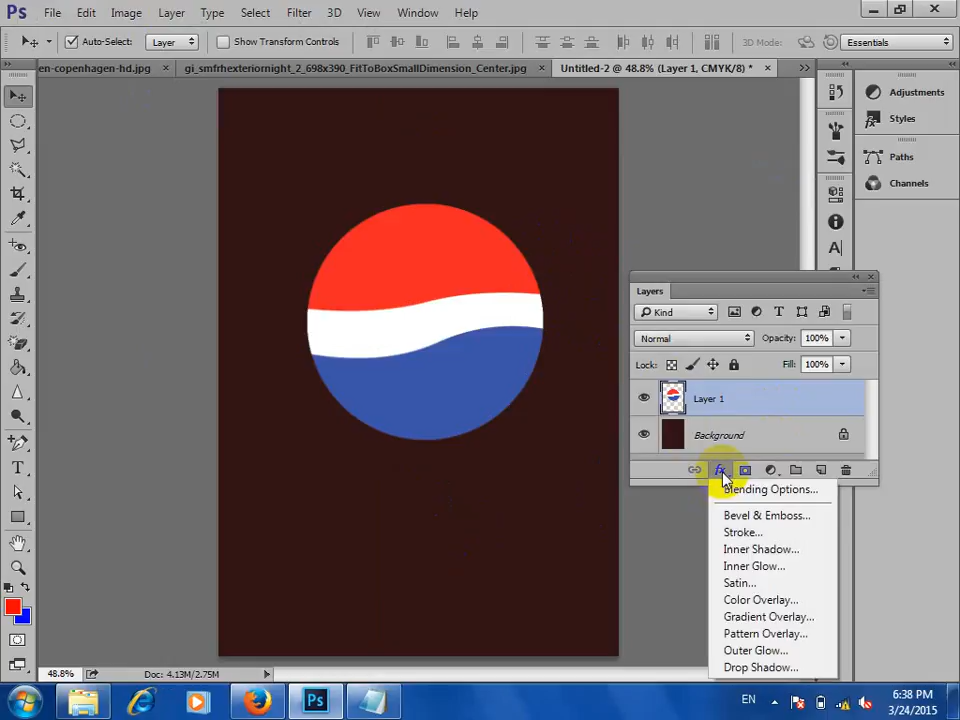 Ps File Edit Image Layer Type Select Filter 3D View Window Help
Auto-Select: Layer Show Transform Controls 3D Mode: Essentials
en-copenhagen-hd.jpg × gi_smfrhexteriornight_2_698x390_FitToBoxSmallDimension_Center.jpg × Untitled-2 @ 48.8% (Layer 1, CMYK/8) * ×
Adjustments
Styles
Paths
Channels
Layers
Kind
Normal Opacity: 100%
Lock: Fill: 100%
Layer 1
Background
fx
Blending Options...
Bevel & Emboss...
Stroke...
Inner Shadow...
Inner Glow...
Satin...
Color Overlay...
Gradient Overlay...
Pattern Overlay...
Outer Glow...
Drop Shadow...
48.8% Doc: 4.13M/2.75M
Ps EN 6:38 PM
3/24/2015